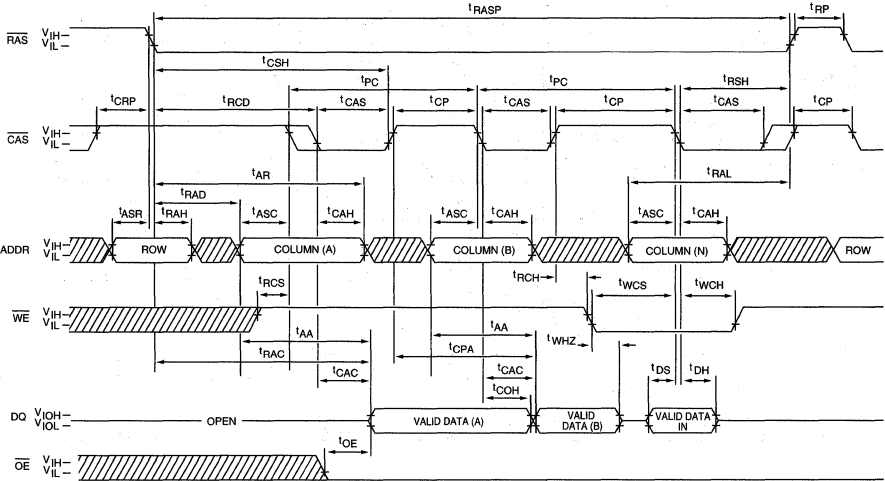 tRASP tRP
RAS VIH VIL
tCSH
tPC tPC tRSH
tCRP tRCD tCAS tCP tCAS tCP tCAS tCP
CAS VIH VIL
tAR tRAL
tRAD
tASR tRAH tASC tCAH tASC tCAH tASC tCAH
ADDR VIH VIL ROW COLUMN (A) COLUMN (B) COLUMN (N) ROW
tRCS tRCH tWCS tWCH
WE VIH VIL
tAA tAA tWHZ
tRAC tCPA
tCAC tCAC tDS tDH
tCOH
DQ VIOH VIOL OPEN VALID DATA (A) VALID DATA (B) VALID DATA IN
tOE
OE VIH VIL